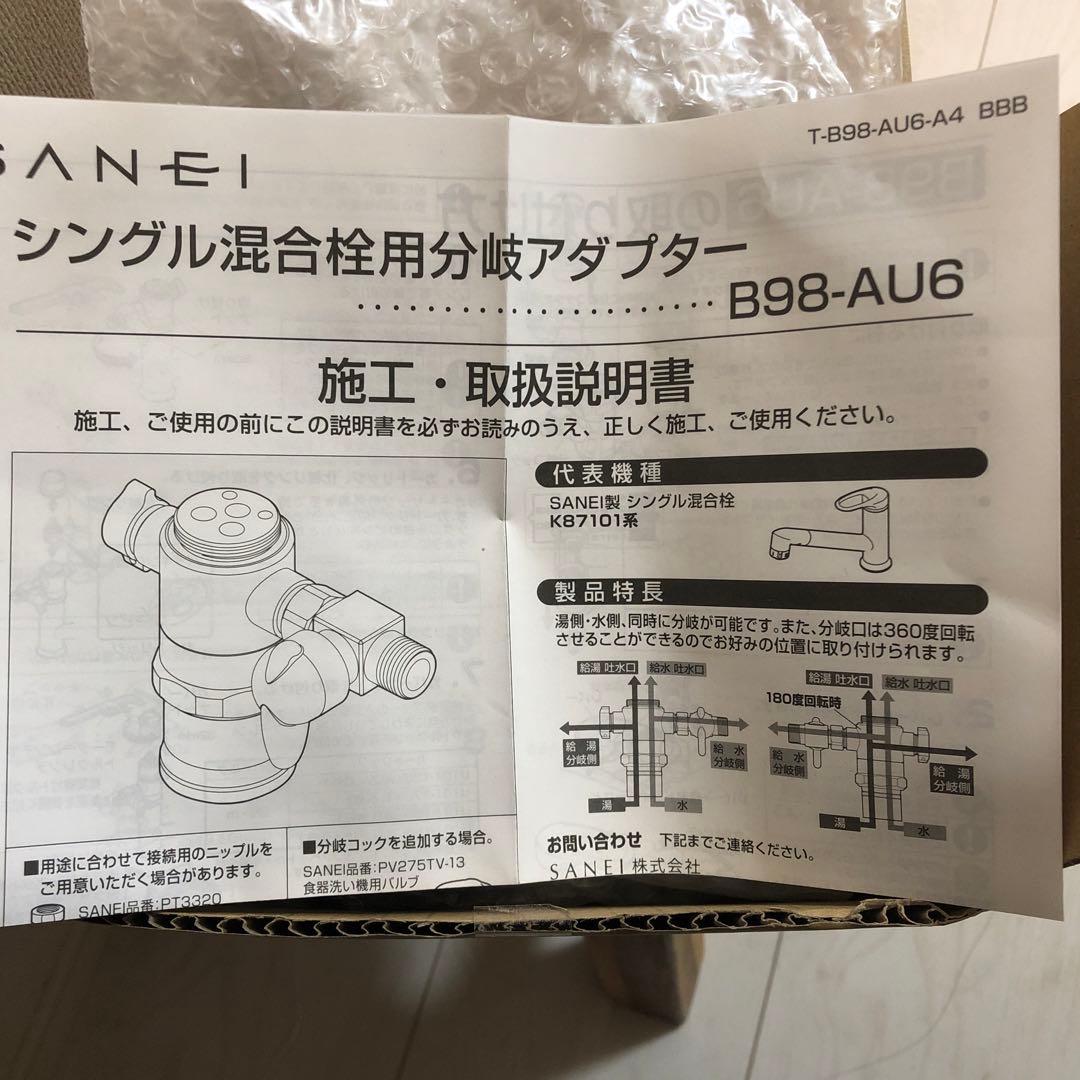 T-B98-AU6-A4 BBB
SANEI
シングル混合栓用分岐アダプター
......................B98-AU6
施工・取扱説明書
施工、ご使用の前にこの説明書を必ずお読みのうえ、正しく施工、ご使用ください。
代表機種
SANEI製 シングル混合栓
K87101系
製品特長
湯側・水側、同時に分岐が可能です。また、分岐口は360度回転
させることができるのでお好みの位置に取り付けられます。
給湯 吐水口 給水 吐水口
給湯
分岐側
給水
分岐側
湯 水
給湯 吐水口 給水 吐水口
180度回転時
給水
分岐側
給湯
分岐側
湯 水
■用途に合わせて接続用のニップルを
ご用意いただく場合があります。
SANEI品番:PT3320
■分岐コックを追加する場合。
SANEI品番:PV275TV-13
食器洗い機用バルブ
お問い合わせ 下記までご連絡ください。
SANEI株式会社